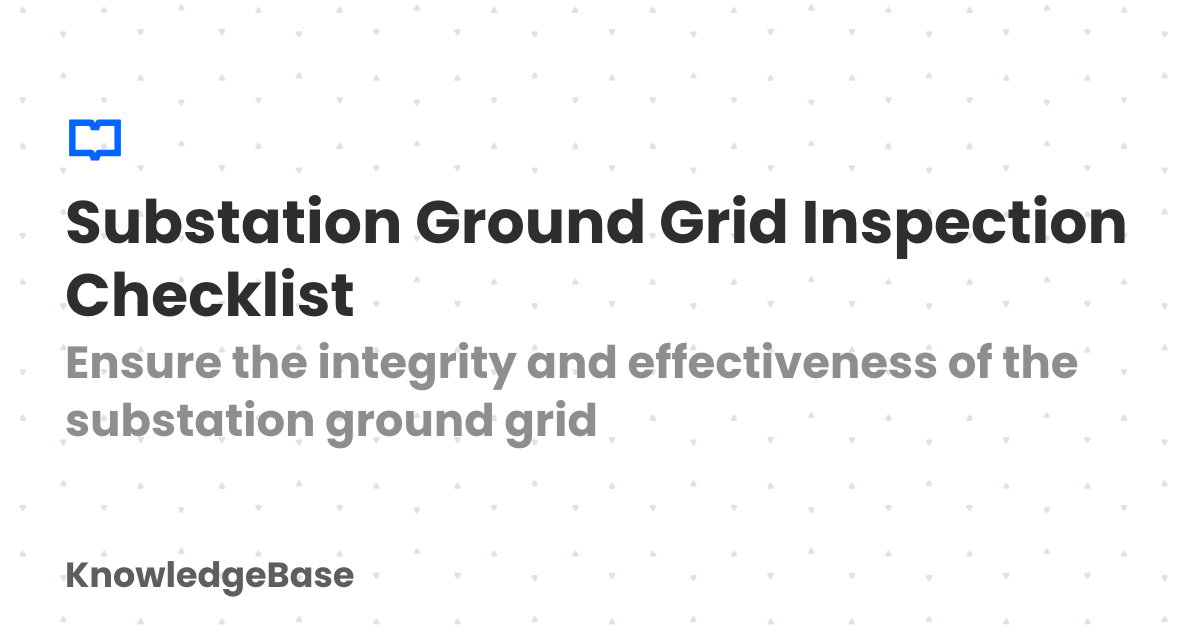 Substation Ground Grid Inspection
Checklist
Ensure the integrity and effectiveness of the
substation ground grid
KnowledgeBase